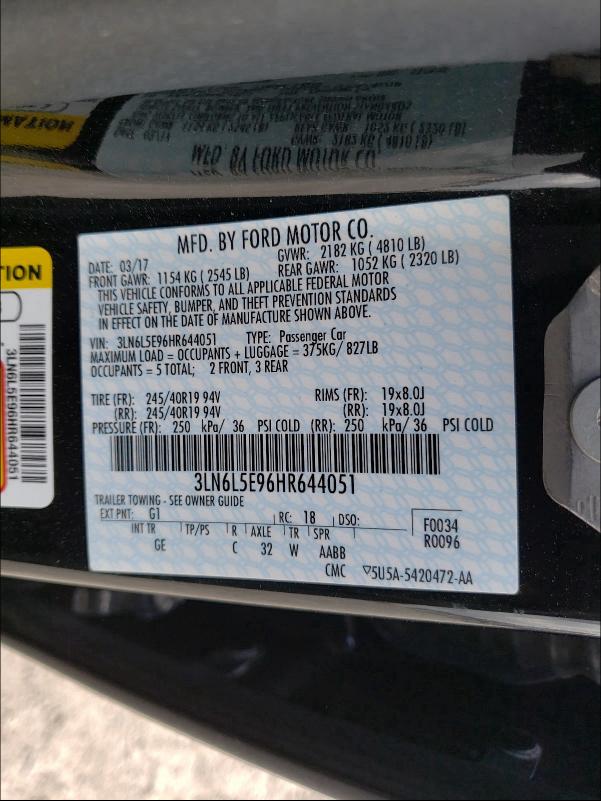 MFD. BY FORD MOTOR CO.
DATE: 03/17 GVWR: 2182 KG ( 4810 LB)
FRONT GAWR: 1154 KG ( 2545 LB) REAR GAWR: 1052 KG ( 2320 LB)
THIS VEHICLE CONFORMS TO ALL APPLICABLE FEDERAL MOTOR
VEHICLE SAFETY, BUMPER, AND THEFT PREVENTION STANDARDS
IN EFFECT ON THE DATE OF MANUFACTURE SHOWN ABOVE.
VIN: 3LN6L5E96HR644051 TYPE: Passenger Car
MAXIMUM LOAD = OCCUPANTS + LUGGAGE = 375KG/ 827LB
OCCUPANTS = 5 TOTAL; 2 FRONT, 3 REAR
TIRE (FR): 245/40R19 94V RIMS (FR): 19x8.0J
(RR): 245/40R19 94V (RR): 19x8.0J
PRESSURE (FR): 250 kPa/ 36 PSI COLD (RR): 250 kPa/ 36 PSI COLD
3LN6L5E96HR644051
TRAILER TOWING - SEE OWNER GUIDE
EXT PNT: G1 RC: 18 DSO: F0034
INT TR TP/PS R AXLE TR SPR R0096
GE C 32 W AABB
CMC ▽5U5A-5420472-AA
TION
3LN6L5E96HR644051